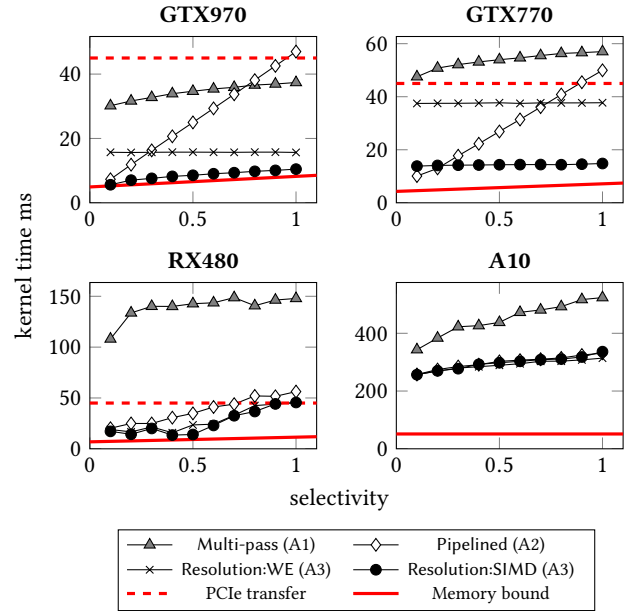 GTX970
GTX770
40
20
0
0
0.5
1
60
40
20
0
0
0.5
1
RX480
A10
150
100
50
0
0
0.5
1
400
200
0
0
0.5
1
kernel time ms
selectivity
Multi-pass (A1)
Pipelined (A2)
Resolution:WE (A3)
Resolution:SIMD (A3)
PCIe transfer
Memory bound